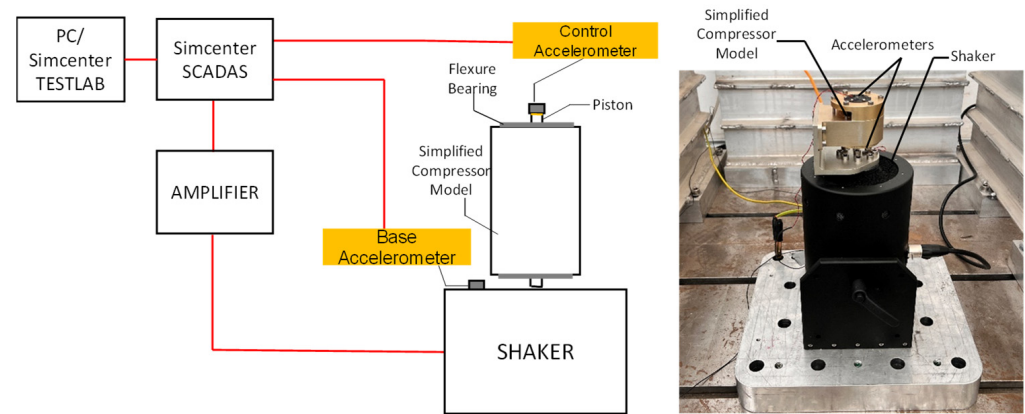 PC/
Simcenter
TESTLAB
Simcenter
SCADAS
Control
Accelerometer
Flexure
Bearing
Piston
Simplified
Compressor
Model
AMPLIFIER
Base
Accelerometer
SHAKER
Simplified
Compressor
Model
Accelerometers
Shaker